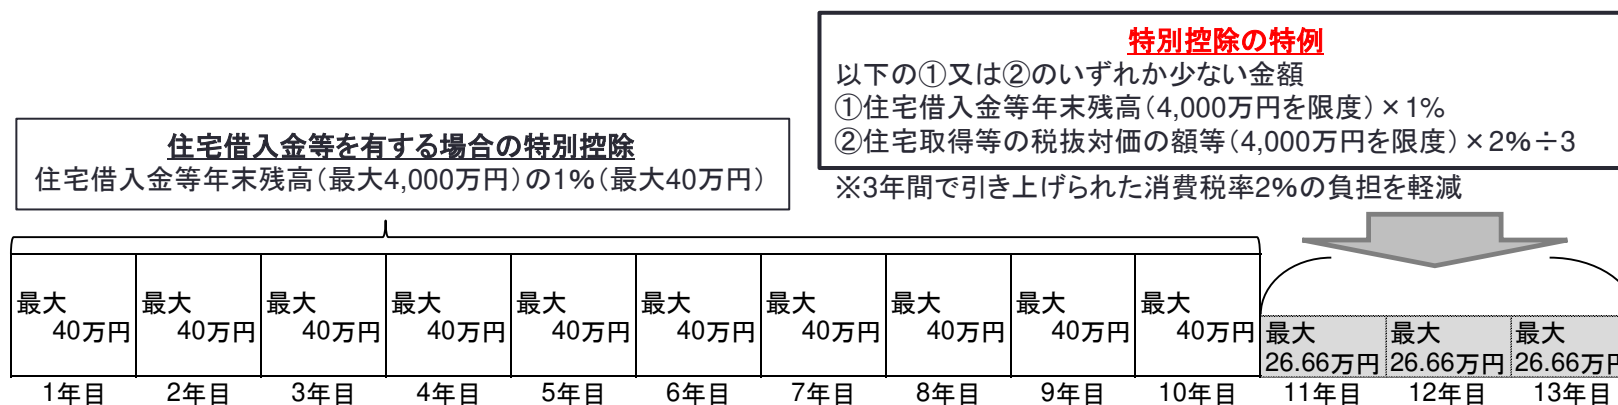 特別控除の特例
以下の①又は②のいずれか少ない金額
①住宅借入金等年末残高（4,000万円を限度）×1%
②住宅取得等の税抜対価の額等（4,000万円を限度）×2%÷3
※3年間で引き上げられた消費税率2%の負担を軽減
住宅借入金等を有する場合の特別控除
住宅借入金等年末残高（最大4,000万円）の1%（最大40万円）
最大 最大 最大 最大 最大 最大 最大 最大 最大 最大
40万円 40万円 40万円 40万円 40万円 40万円 40万円 40万円 40万円 40万円
最大 最大 最大
26.66万円 26.66万円 26.66万円
1年目 2年目 3年目 4年目 5年目 6年目 7年目 8年目 9年目 10年目 11年目 12年目 13年目